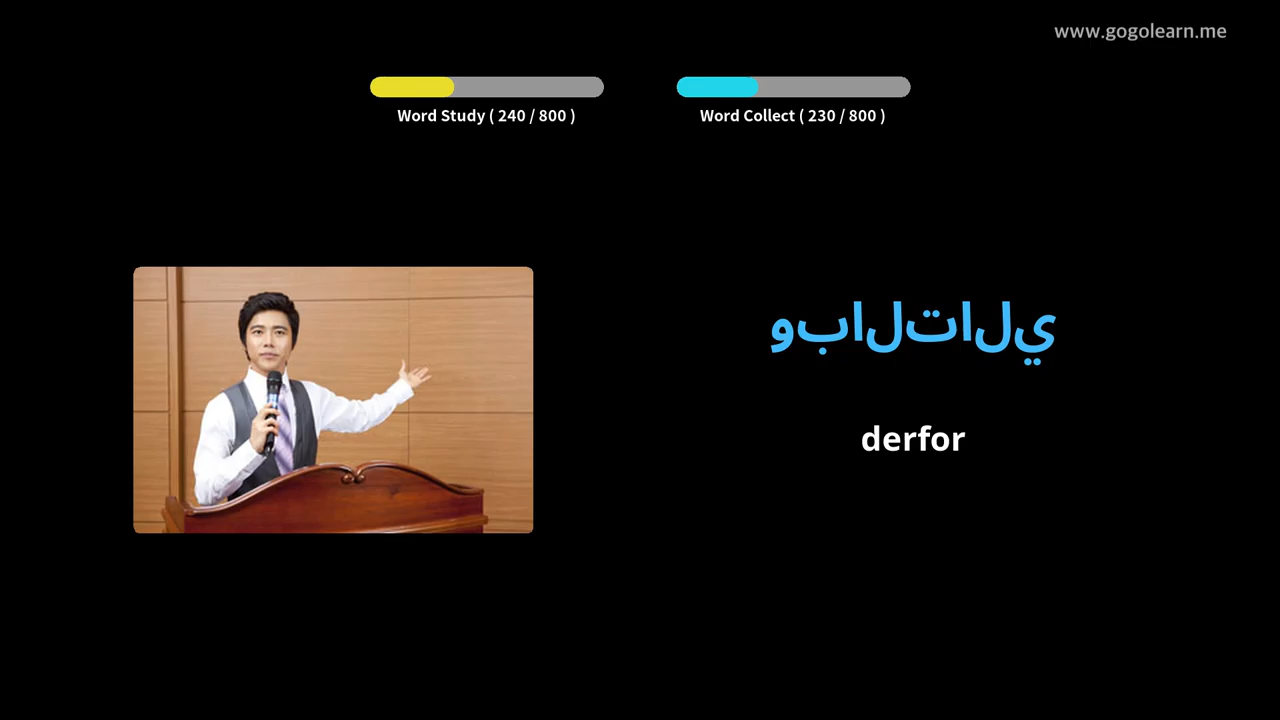 www.gogolearn.me
Word Study ( 240 / 800 )
Word Collect ( 230 / 800 )
وبالتالي
derfor